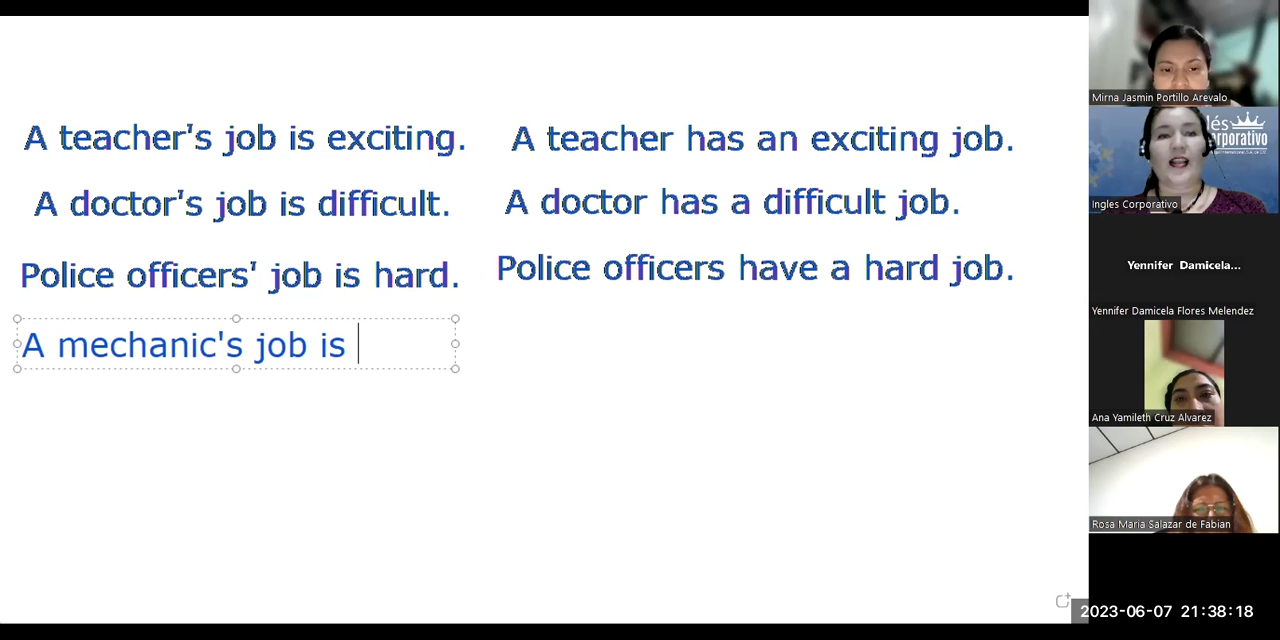 A teacher's job is exciting.
A teacher has an exciting job.
A doctor's job is difficult.
A doctor has a difficult job.
Police officers' job is hard.
Police officers have a hard job.
A mechanic's job is
Mirna Jasmin Portillo Arevalo
Ingles Corporativo
Yennifer Damicela...
Yennifer Damicela Flores Melendez
Ana Yamileth Cruz Alvarez
Rosa Maria Salazar de Fabian
2023-06-07 21:38:18